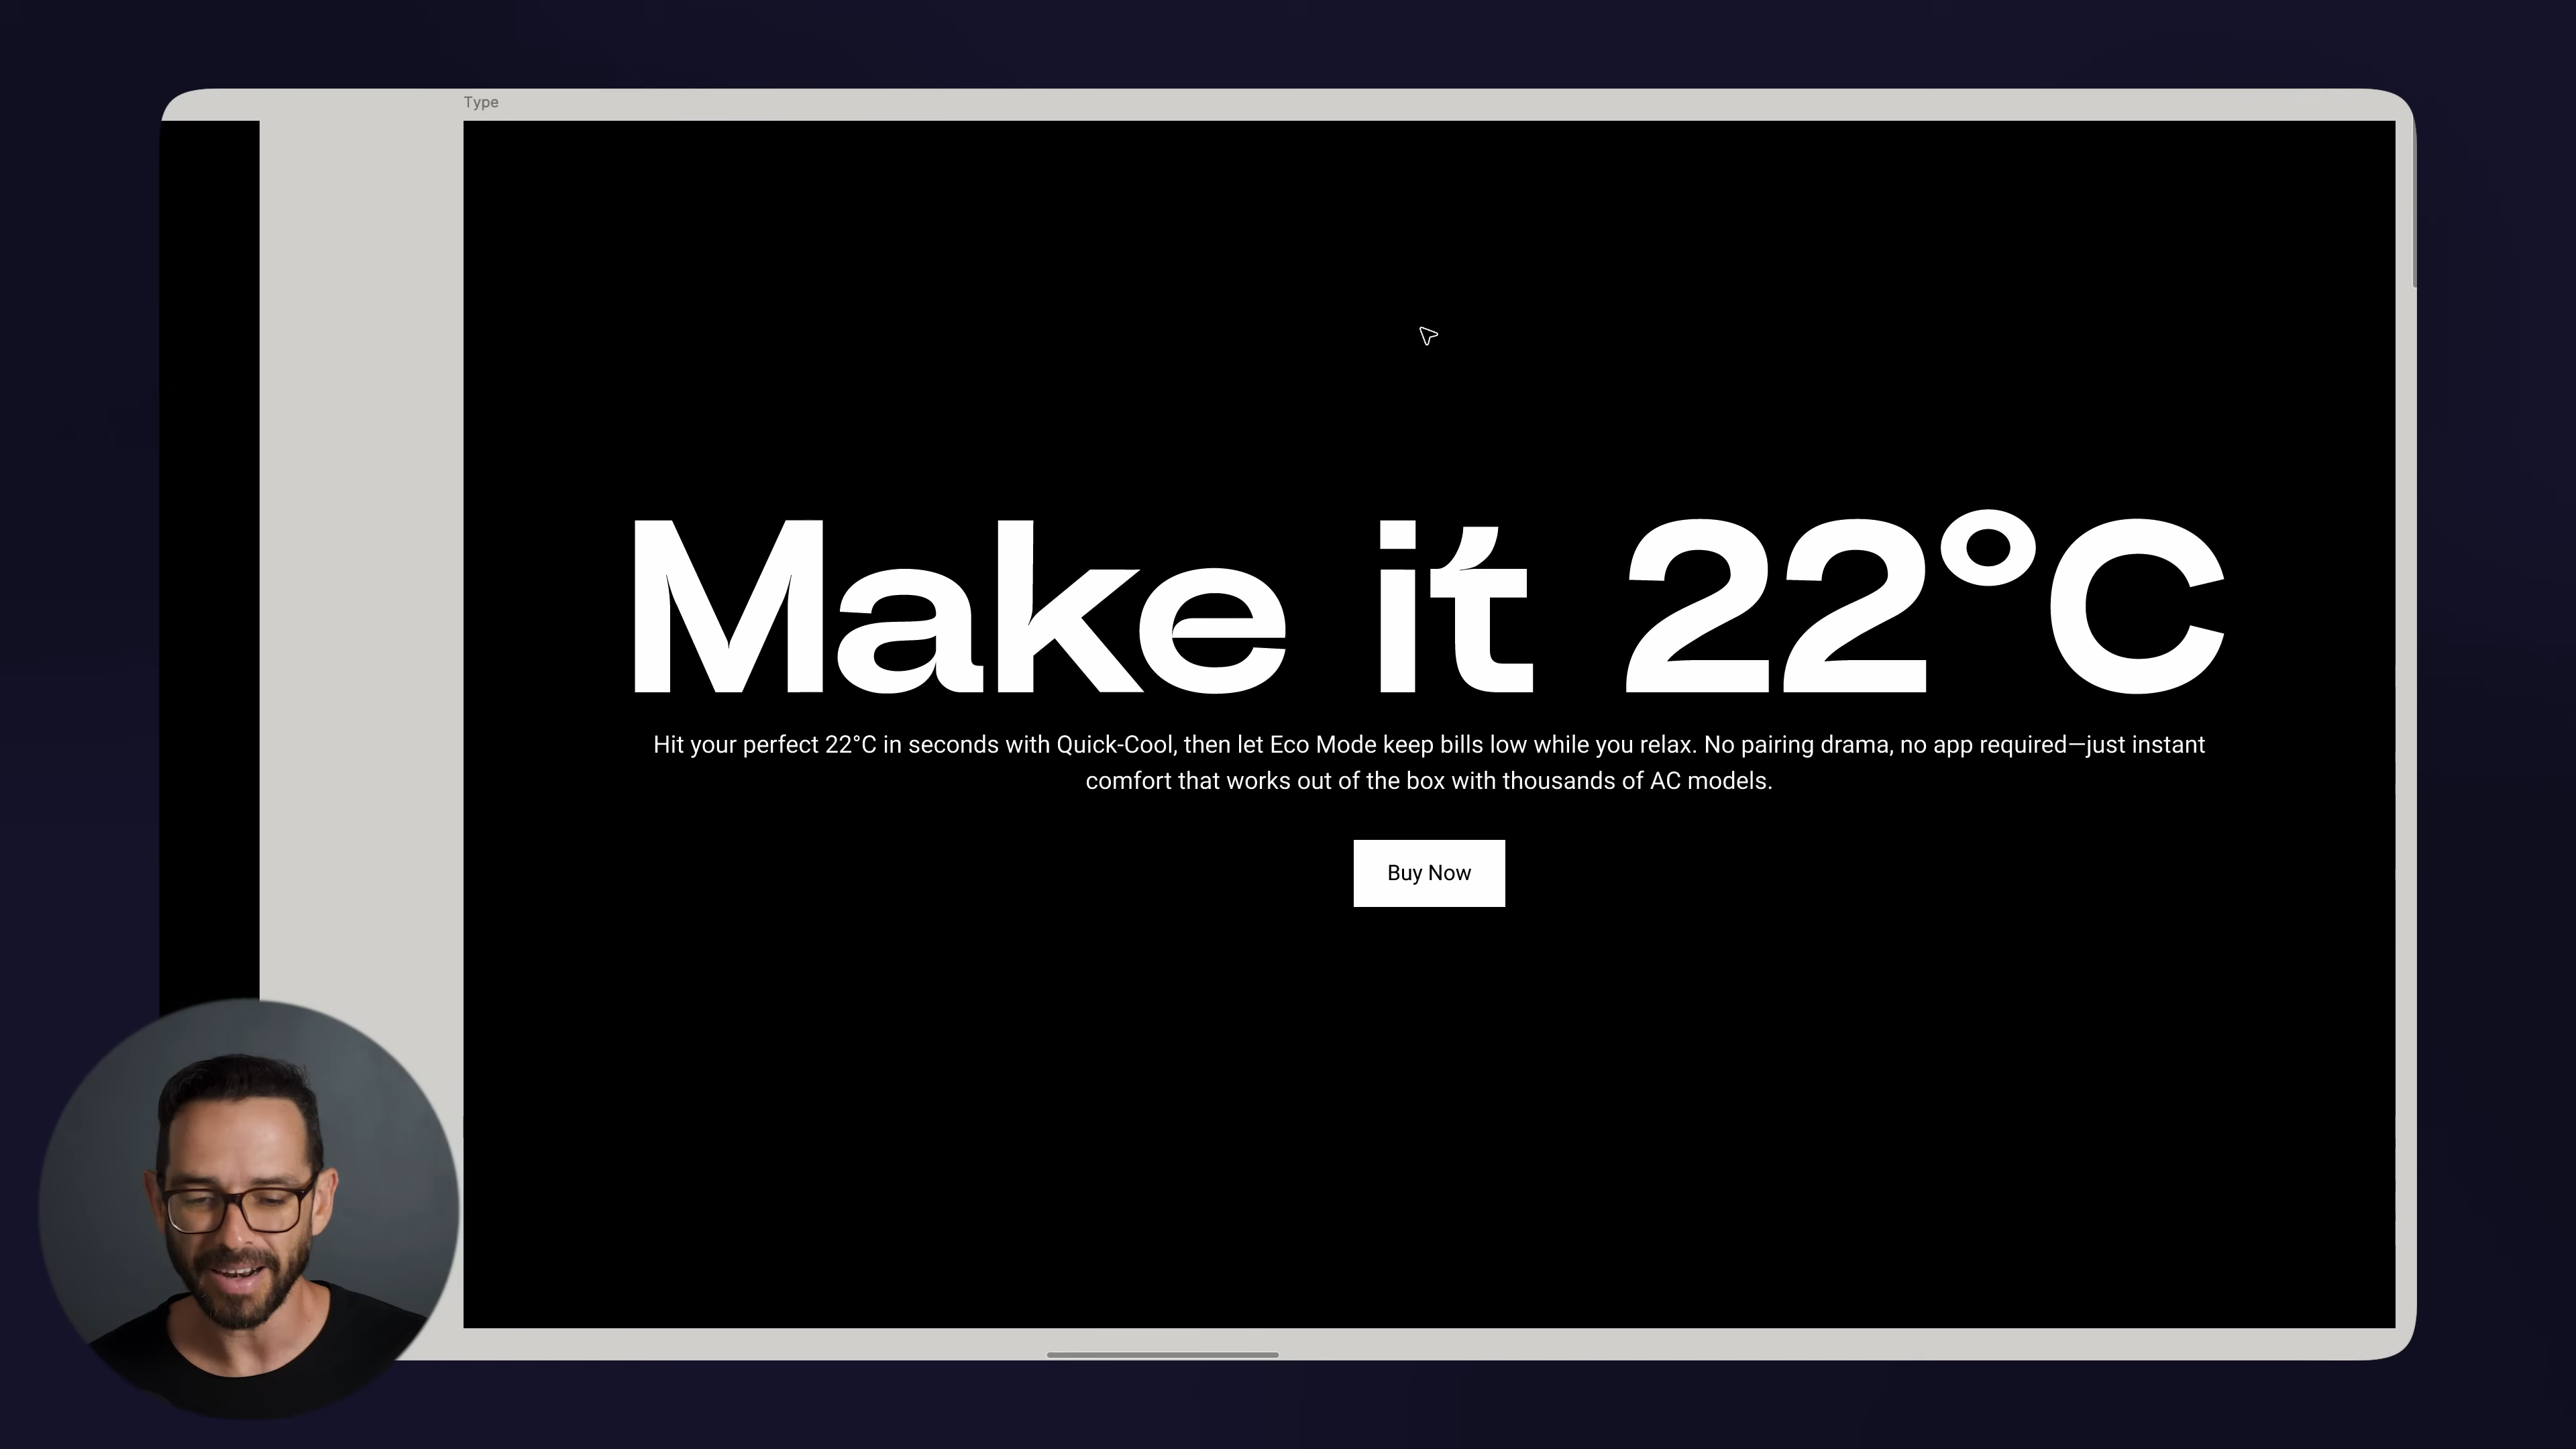 Type
Make it 22°C
Hit your perfect 22°C in seconds with Quick-Cool, then let Eco Mode keep bills low while you relax. No pairing drama, no app required—just instant
comfort that works out of the box with thousands of AC models.
Buy Now